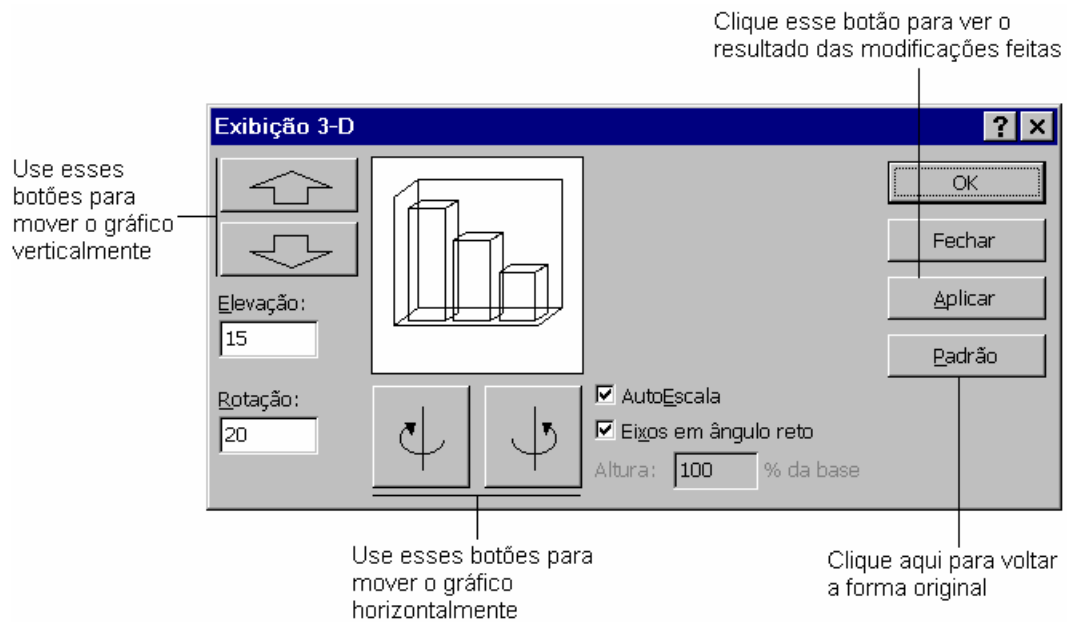 Clique esse botão para ver o
resultado das modificações feitas
Exibição 3-D
Use esses
botões para
mover o gráfico
verticalmente
OK
Fechar
Aplicar
Padrão
Elevação:
15
Rotação:
20
AutoEscala
Eixos em ângulo reto
Altura: 100 % da base
Use esses botões para
mover o gráfico
horizontalmente
Clique aqui para voltar
a forma original